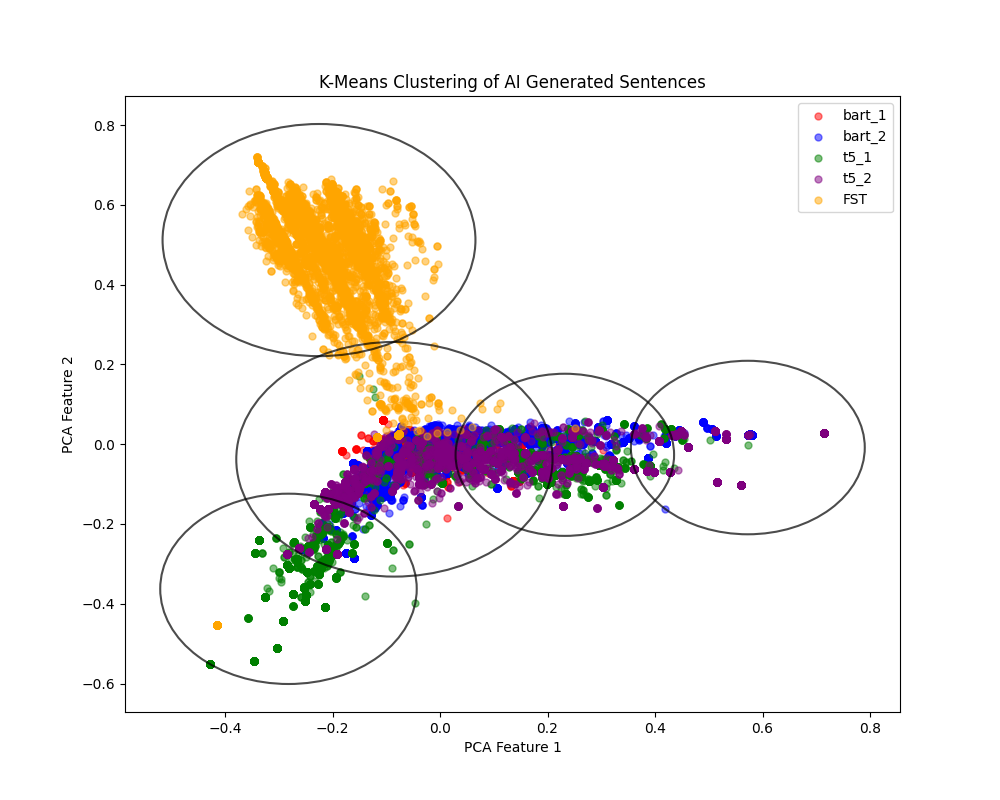 K-Means Clustering of AI Generated Sentences
bart_1
bart_2
t5_1
t5_2
FST
0.8
0.6
0.4
0.2
0.0
−0.2
−0.4
−0.6
PCA Feature 2
−0.4
−0.2
0.0
0.2
0.4
0.6
0.8
PCA Feature 1